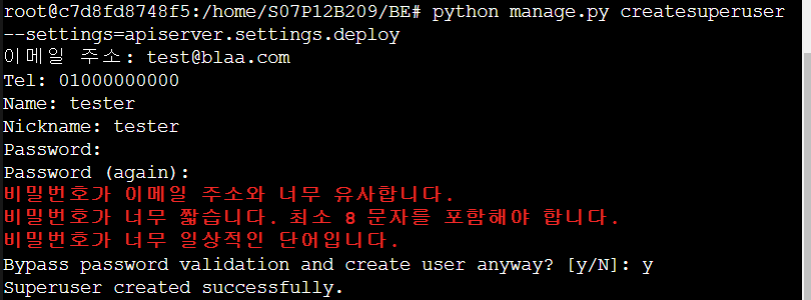 root@c7d8fd8748f5:/home/S07P12B209/BE# python manage.py createsuperuser
--settings=apiserver.settings.deploy
이메일 주소: test@blaa.com
Tel: 01000000000
Name: tester
Nickname: tester
Password:
Password (again):
비밀번호가 이메일 주소와 너무 유사합니다.
비밀번호가 너무 짧습니다. 최소 8 문자를 포함해야 합니다.
비밀번호가 너무 일상적인 단어입니다.
Bypass password validation and create user anyway? [y/N]: y
Superuser created successfully.